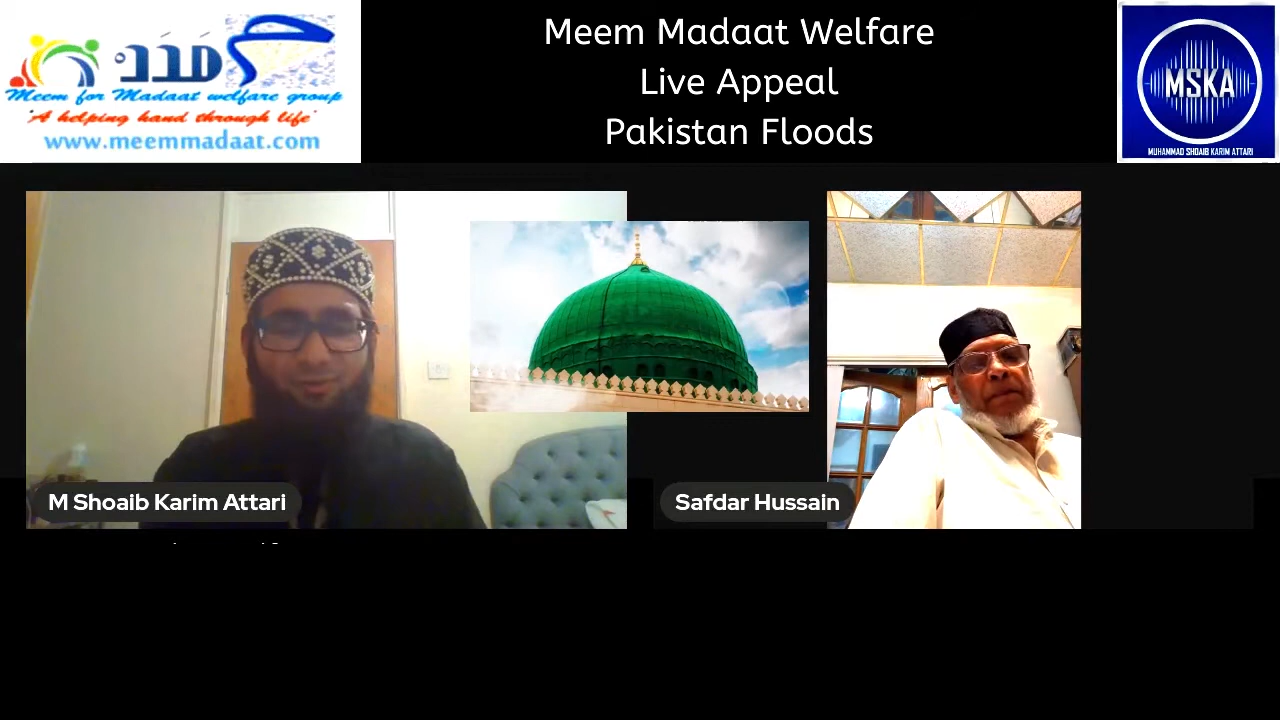 مَدَد
Meem for Madaat welfare group
'A helping hand through life'
www.meemmadaat.com
Meem Madaat Welfare
Live Appeal
Pakistan Floods
MSKA
MUHAMMAD SHOAIB KARIM ATTARI
M Shoaib Karim Attari
Safdar Hussain